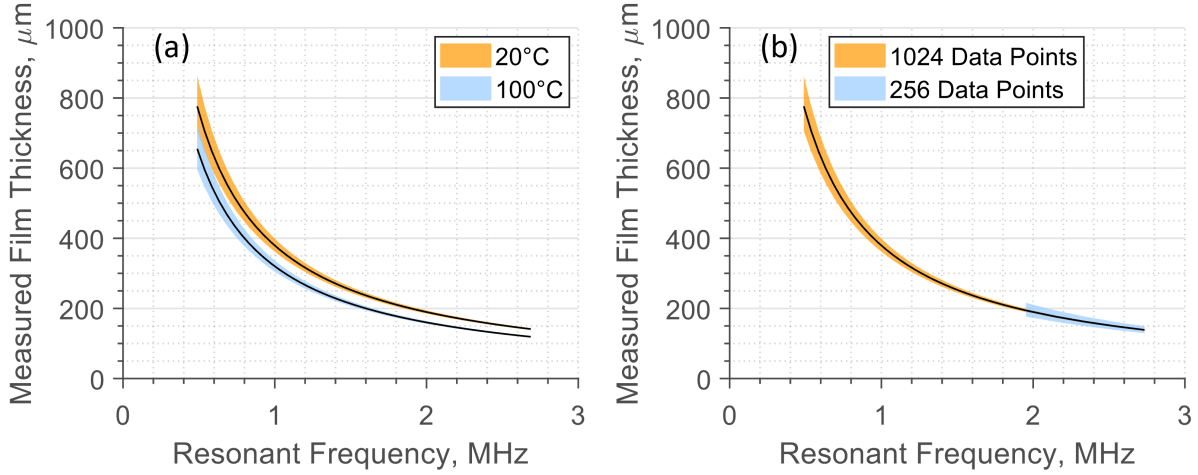 (a)
20°C
100°C
1000
800
600
400
200
0
0 1 2 3
Measured Film Thickness, μm
Resonant Frequency, MHz
(b)
1024 Data Points
256 Data Points
1000
800
600
400
200
0
0 1 2 3
Measured Film Thickness, μm
Resonant Frequency, MHz